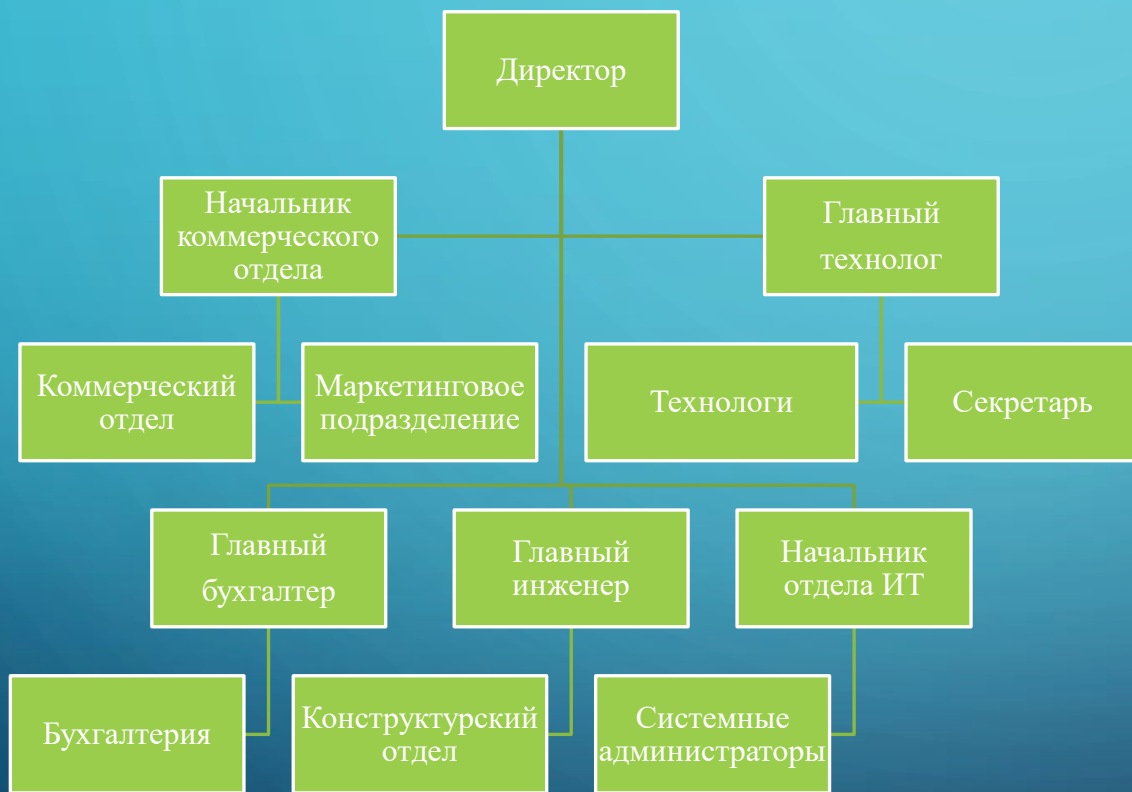 Директор
Начальник
коммерческого
отдела
Главный
технолог
Коммерческий
отдел
Маркетинговое
подразделение
Технологи
Секретарь
Главный
бухгалтер
Главный
инженер
Начальник
отдела ИТ
Бухгалтерия
Конструктурский
отдел
Системные
администраторы